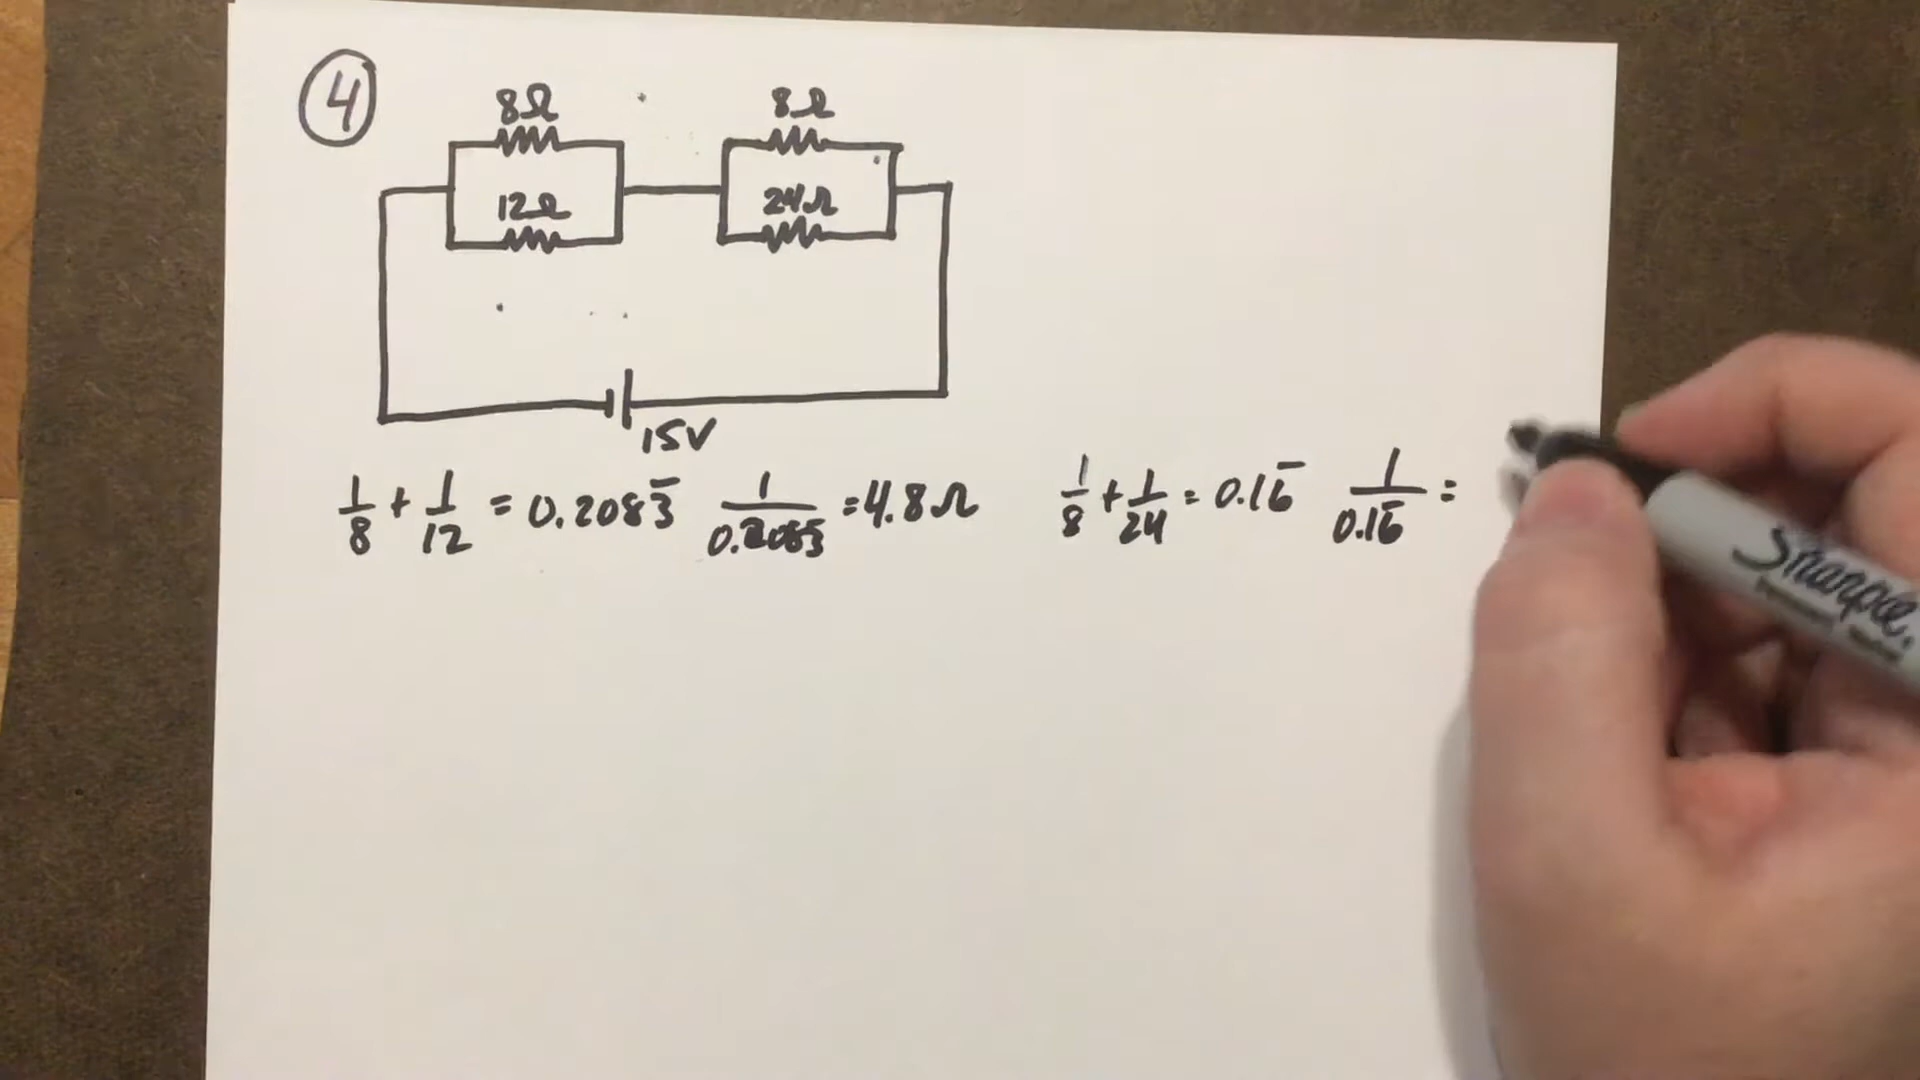 4
8Ω 8Ω
12Ω 24Ω
15V
1/8 + 1/12 = 0.2083̅ 1/0.2083̅ = 4.8Ω 1/8 + 1/24 = 0.16̅ 1/0.16̅ =
Sharpie.